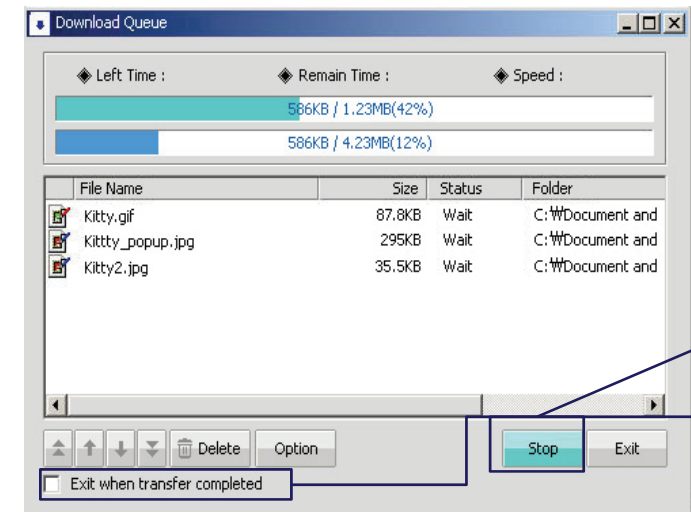 Download Queue
Left Time : Remain Time : Speed :
586KB / 1.23MB(42%)
586KB / 4.23MB(12%)
File Name Size Status Folder
Kitty.gif 87.8KB Wait C:₩Document and
Kittty_popup.jpg 295KB Wait C:₩Document and
Kitty2.jpg 35.5KB Wait C:₩Document and
Delete Option Stop Exit
Exit when transfer completed